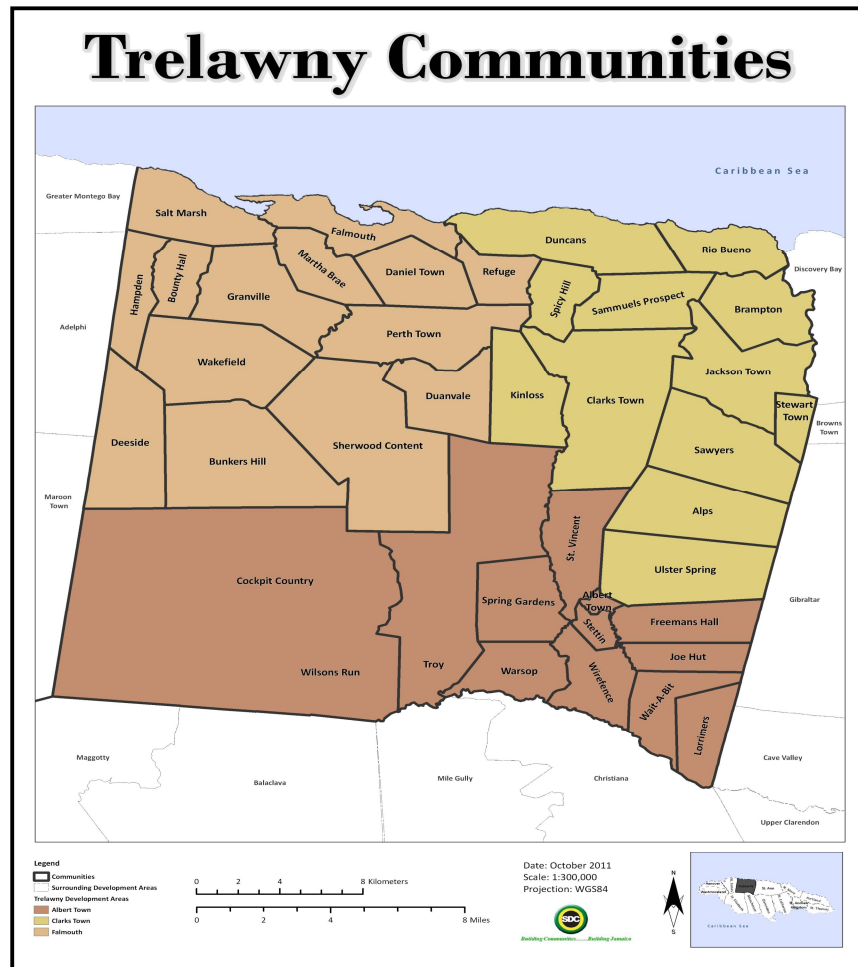 Trelawny Communities
Caribbean Sea
Greater Montego Bay
Salt Marsh
Falmouth
Duncans
Rio Bueno
Discovery Bay
Hampden
Bounty Hall
Martha Brae
Daniel Town
Refuge
Granville
Spicy Hill
Sammuels Prospect
Brampton
Adelphi
Perth Town
Wakefield
Jackson Town
Duanvale
Kinloss
Clarks Town
Stewart
Town
Browns
Town
Deeside
Sherwood Content
Bunkers Hill
Sawyers
Maroon
Town
Alps
St. Vincent
Ulster Spring
Cockpit Country
Spring Gardens
Albert
Town
Gibraltar
Freemans Hall
Stettin
Joe Hut
Wilsons Run
Troy
Warsop
Wirefence
Wait-A-Bit
Lorrimers
Maggotty
Balaclava
Mile Gully
Christiana
Cave Valley
Upper Clarendon
Legend
Communities
Surrounding Development Areas
Trelawny Development Areas
Albert Town
Clarks Town
Falmouth
0 2 4 8 Kilometers
0 2 4 8 Miles
Date: October 2011
Scale: 1:300,000
Projection: WGS84
SDC
Building Communities......Building Jamaica
N
S
Hanover
Westmoreland
St. Ann
Caribbean Sea